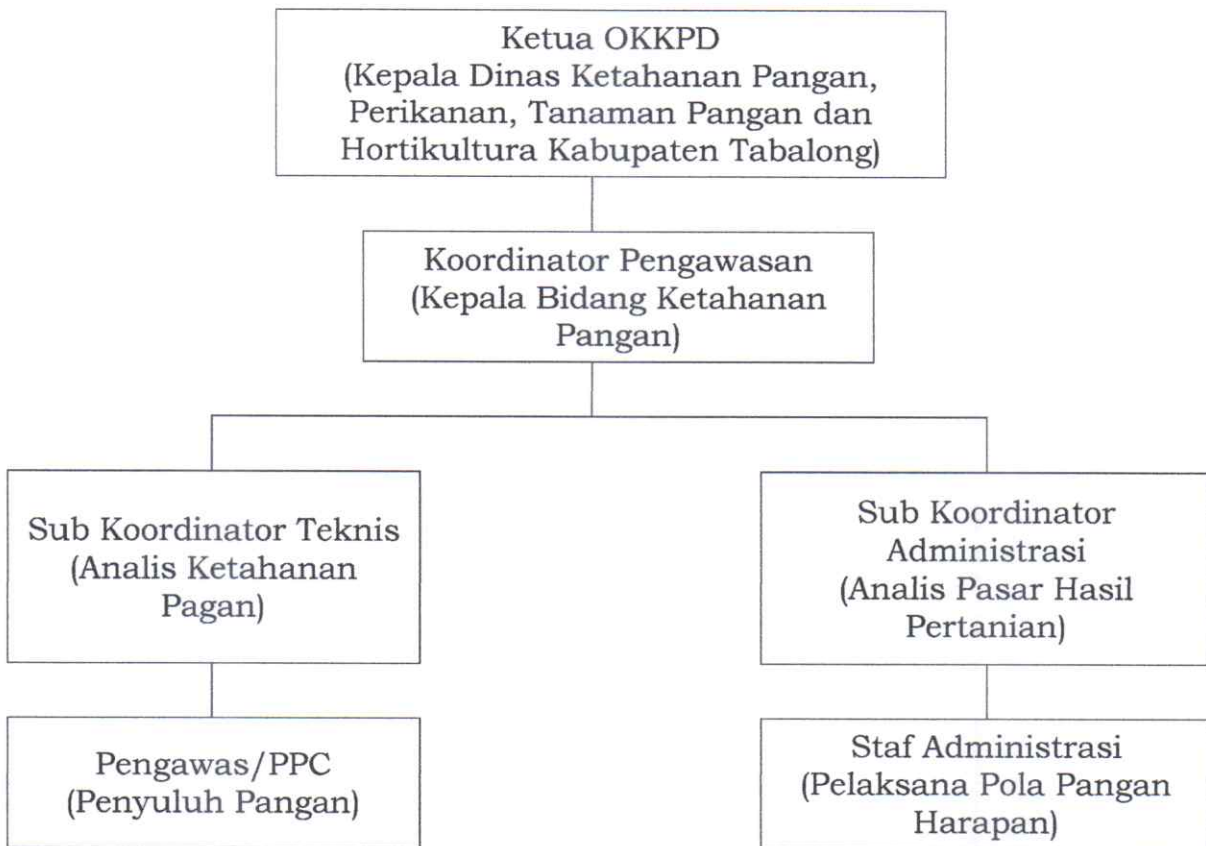 Ketua OKKPD
(Kepala Dinas Ketahanan Pangan,
Perikanan, Tanaman Pangan dan
Hortikultura Kabupaten Tabalong)
Koordinator Pengawasan
(Kepala Bidang Ketahanan
Pangan)
Sub Koordinator Teknis
(Analis Ketahanan
Pagan)
Sub Koordinator
Administrasi
(Analis Pasar Hasil
Pertanian)
Pengawas/PPC
(Penyuluh Pangan)
Staf Administrasi
(Pelaksana Pola Pangan
Harapan)